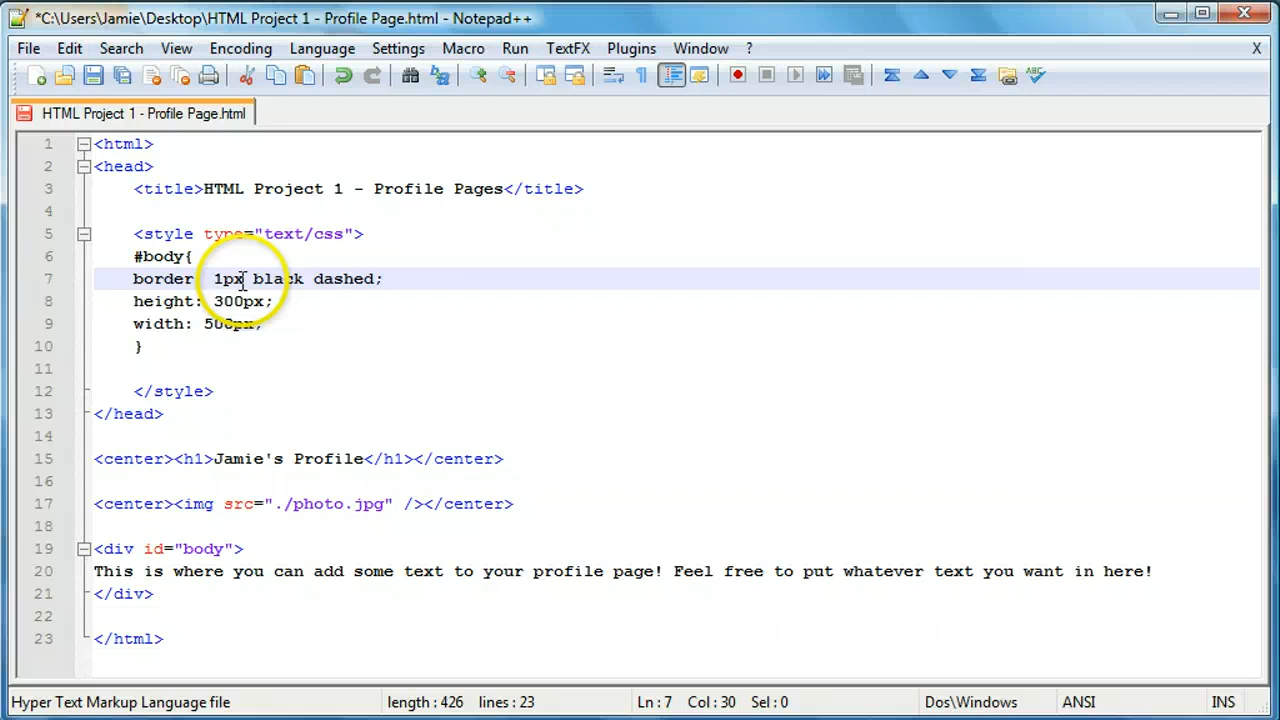 *C:\Users\Jamie\Desktop\HTML Project 1 - Profile Page.html - Notepad++
File Edit Search View Encoding Language Settings Macro Run TextFX Plugins Window ? X
HTML Project 1 - Profile Page.html
1 <html>
2 <head>
3 <title>HTML Project 1 - Profile Pages</title>
4
5 <style type="text/css">
6 #body{
7 border: 1px black dashed;
8 height: 300px;
9 width: 500px;
10 }
11
12 </style>
13 </head>
14
15 <center><h1>Jamie's Profile</h1></center>
16
17 <center><img src="./photo.jpg" /></center>
18
19 <div id="body">
20 This is where you can add some text to your profile page! Feel free to put whatever text you want in here!
21 </div>
22
23 </html>
Hyper Text Markup Language file length : 426 lines : 23 Ln : 7 Col : 30 Sel : 0 Dos\Windows ANSI INS